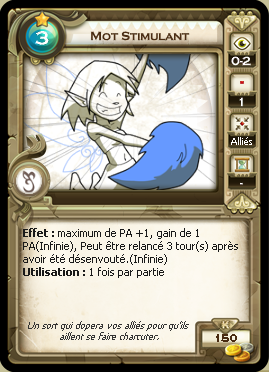 3
MOT STIMULANT
0-2
-
1
Alliés
-
Effet : maximum de PA +1, gain de 1
PA(Infinie), Peut être relancé 3 tour(s) après
avoir été désenvouté.(Infinie)
Utilisation : 1 fois par partie
Un sort qui dopera vos alliés pour qu'ils
aillent se faire charcuter.
K
150